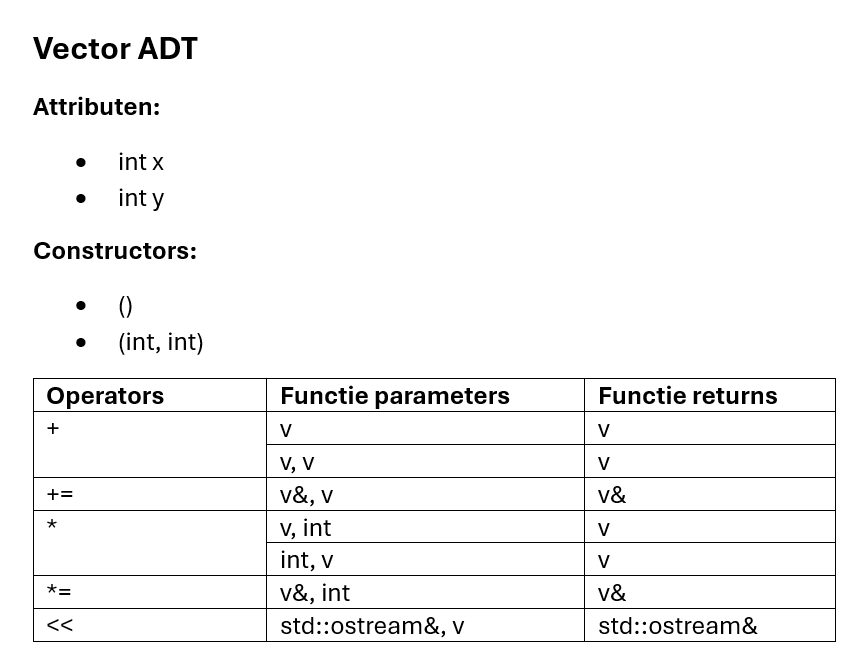 Vector ADT
Attributen:
• int x
• int y
Constructors:
• ()
• (int, int)
Operators Functie parameters Functie returns
+ v v
v, v v
+= v&, v v&
* v, int v
int, v v
*= v&, int v&
<< std::ostream&, v std::ostream&